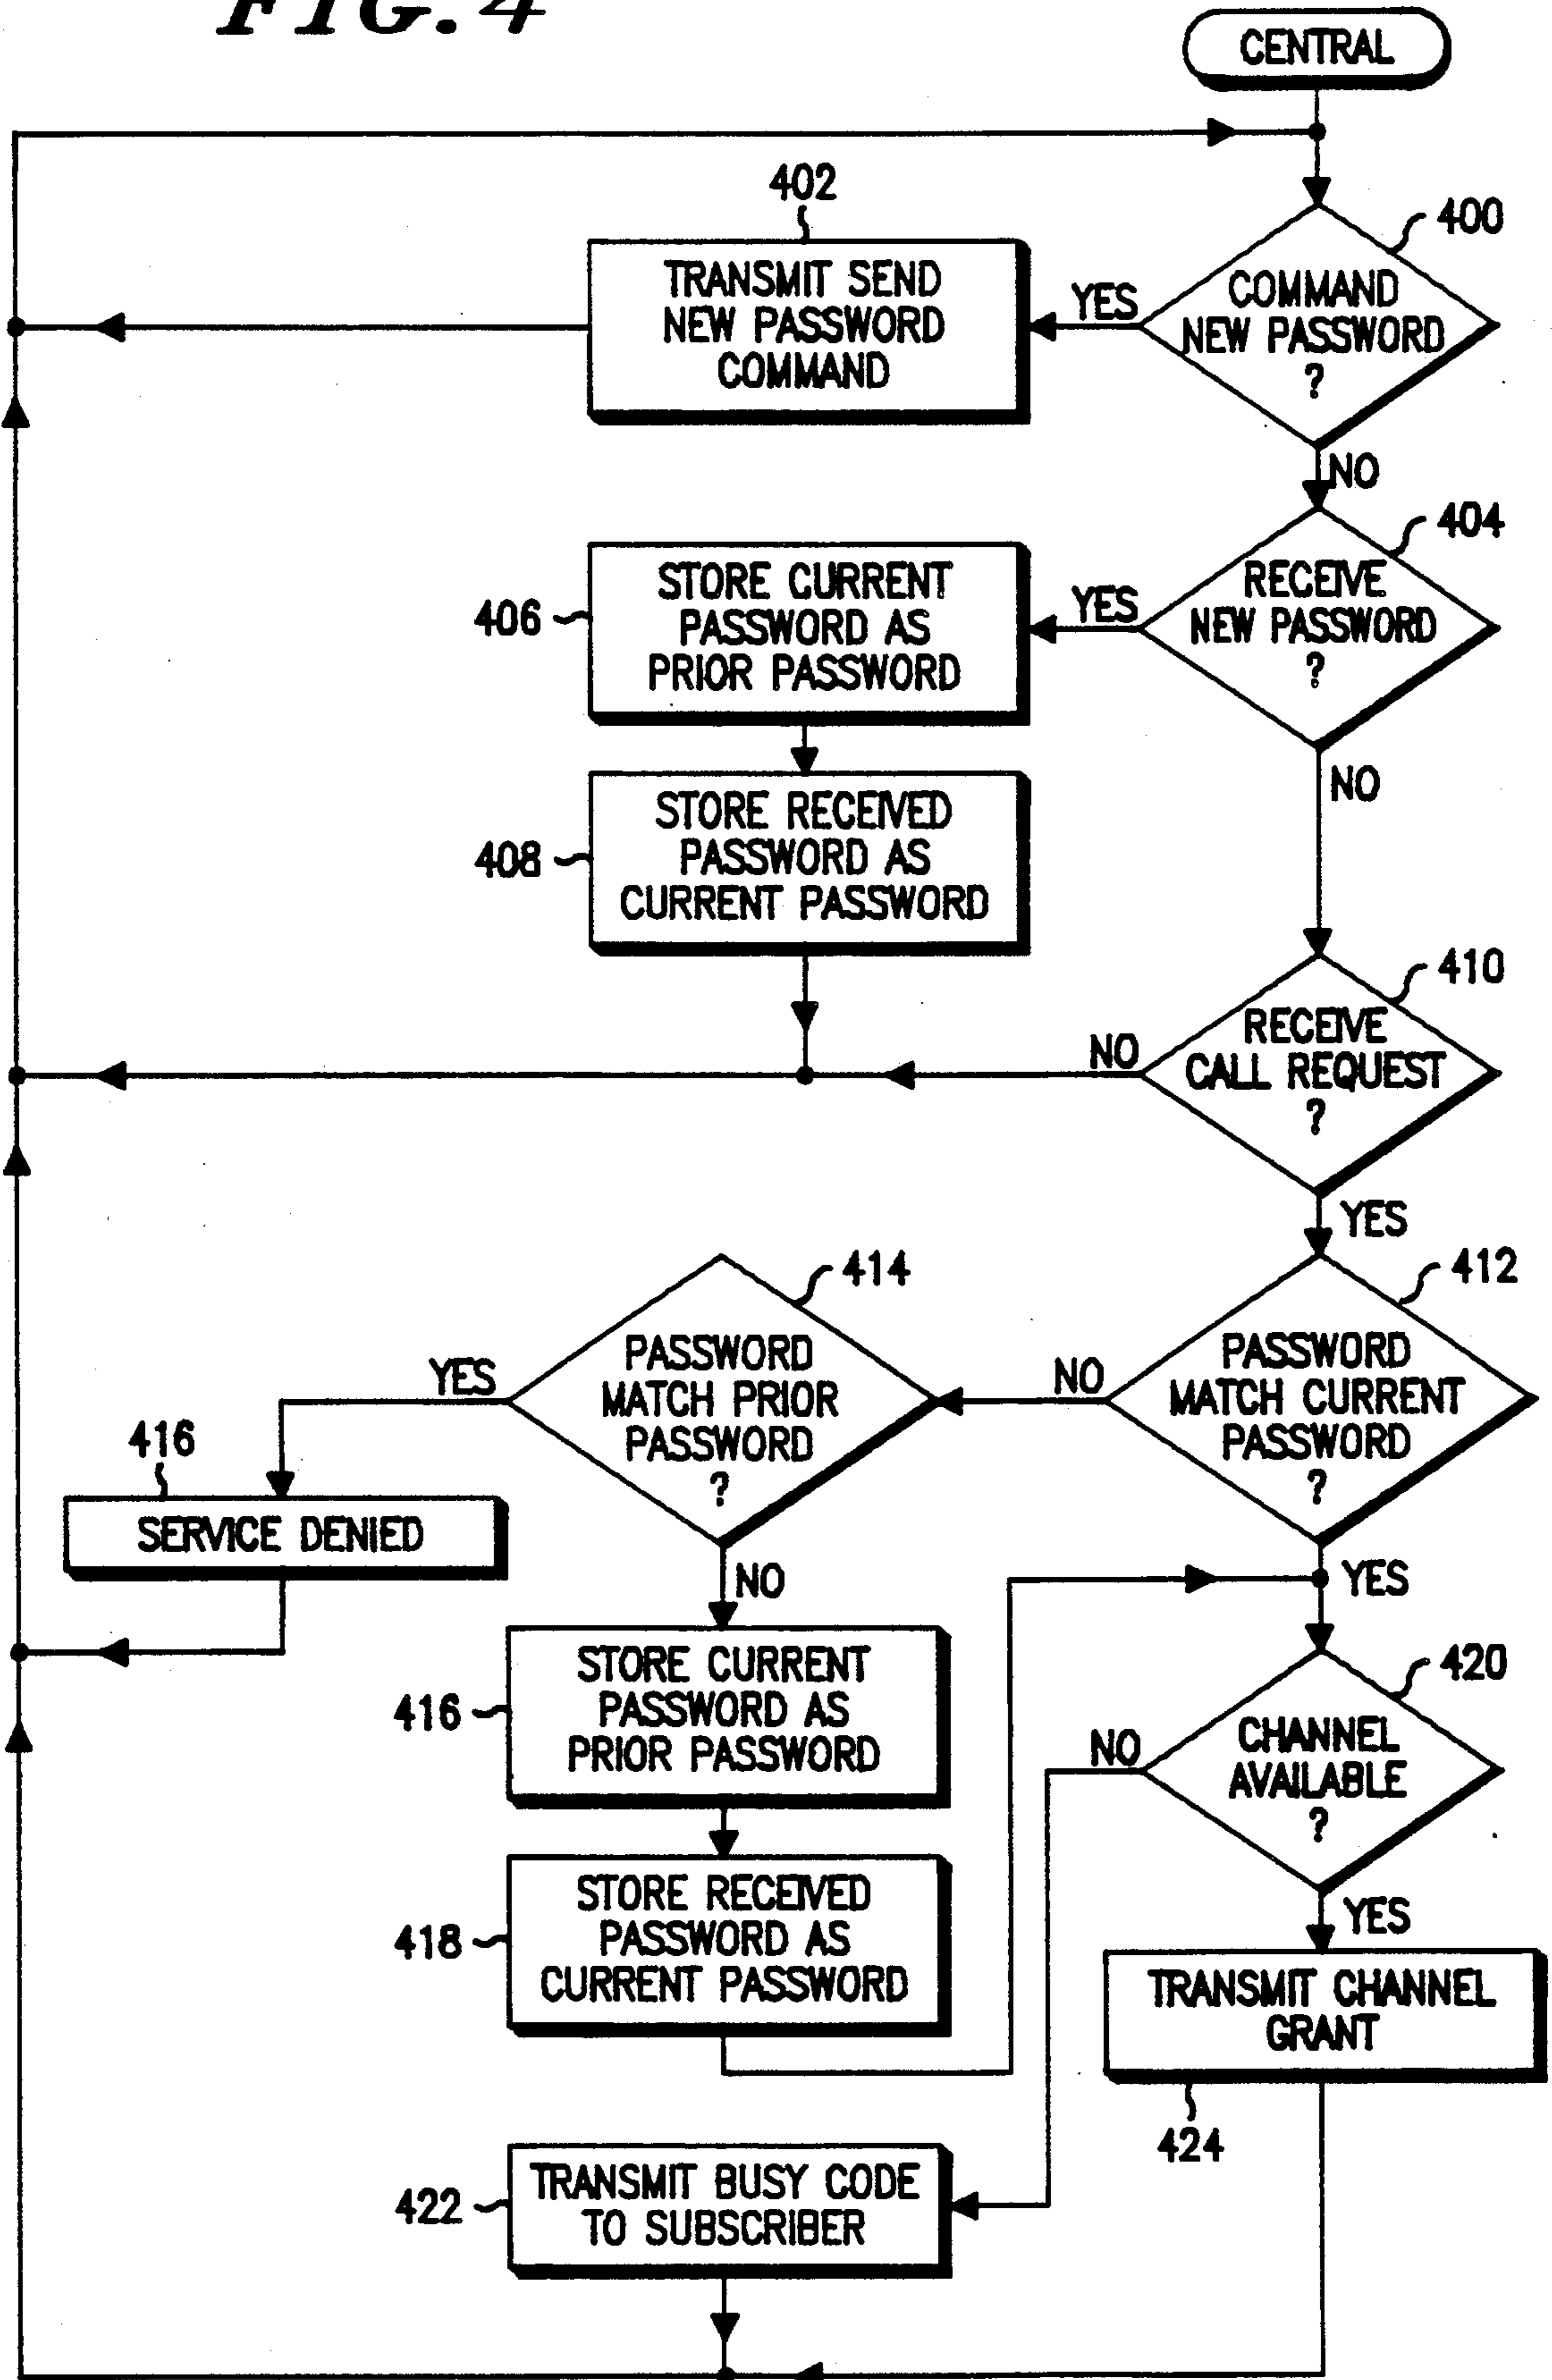 FIG. 4
CENTRAL
402
400
TRANSMIT SEND
NEW PASSWORD
COMMAND
YES
COMMAND
NEW PASSWORD
?
NO
404
406
STORE CURRENT
PASSWORD AS
PRIOR PASSWORD
YES
RECEIVE
NEW PASSWORD
?
NO
408
STORE RECEIVED
PASSWORD AS
CURRENT PASSWORD
410
NO
RECEIVE
CALL REQUEST
?
YES
414
412
YES
PASSWORD
MATCH PRIOR
PASSWORD
?
NO
PASSWORD
MATCH CURRENT
PASSWORD
?
416
SERVICE DENIED
NO
YES
416
STORE CURRENT
PASSWORD AS
PRIOR PASSWORD
420
NO
CHANNEL
AVAILABLE
?
418
STORE RECEIVED
PASSWORD AS
CURRENT PASSWORD
YES
TRANSMIT CHANNEL
GRANT
424
422
TRANSMIT BUSY CODE
TO SUBSCRIBER